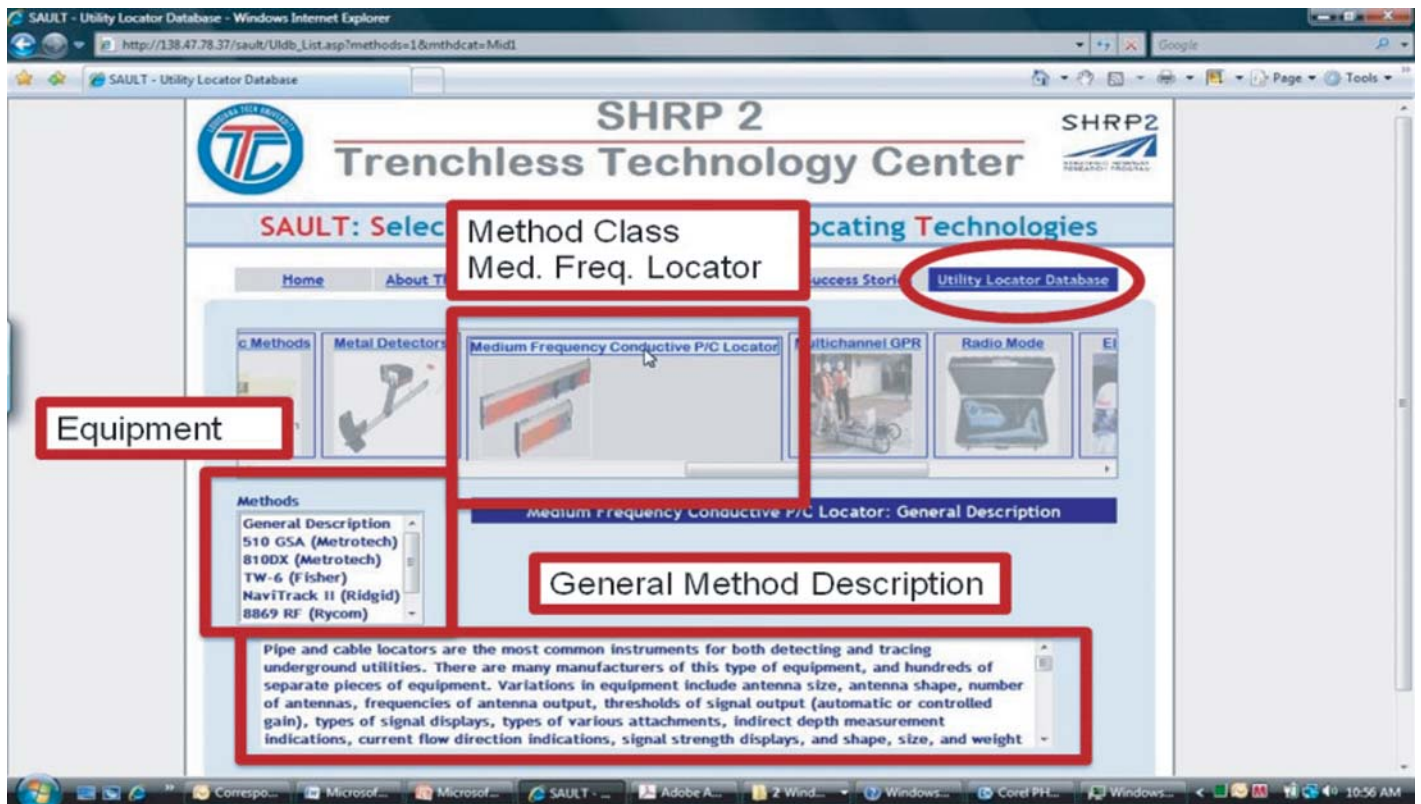 SAULT - Utility Locator Database - Windows Internet Explorer
http://138.47.78.37/sault/Uldb_List.asp?methods=1&mthdcat=Mid1
Google
SAULT - Utility Locator Database
Page
Tools
LOUISIANA TECH UNIVERSITY
TTC
SHRP 2
Trenchless Technology Center
SHRP2
SAULT: Selec
ocating Technologies
Method Class
Med. Freq. Locator
Home
About Th
uccess Stori
Utility Locator Database
c Methods
Metal Detectors
Medium Frequency Conductive P/C Locator
ultichannel GPR
Radio Mode
El
Equipment
Methods
General Description
510 GSA (Metrotech)
810DX (Metrotech)
TW-6 (Fisher)
NaviTrack II (Ridgid)
8869 RF (Rycom)
Medium Frequency Conductive P/C Locator: General Description
General Method Description
Pipe and cable locators are the most common instruments for both detecting and tracing
underground utilities. There are many manufacturers of this type of equipment, and hundreds of
separate pieces of equipment. Variations in equipment include antenna size, antenna shape, number
of antennas, frequencies of antenna output, thresholds of signal output (automatic or controlled
gain), types of signal displays, types of various attachments, indirect depth measurement
indications, current flow direction indications, signal strength displays, and shape, size, and weight
Correspo...
Microsof...
Microsof...
SAULT - ...
Adobe A...
2 Wind...
Windows...
Corel PH...
Windows...
10:56 AM